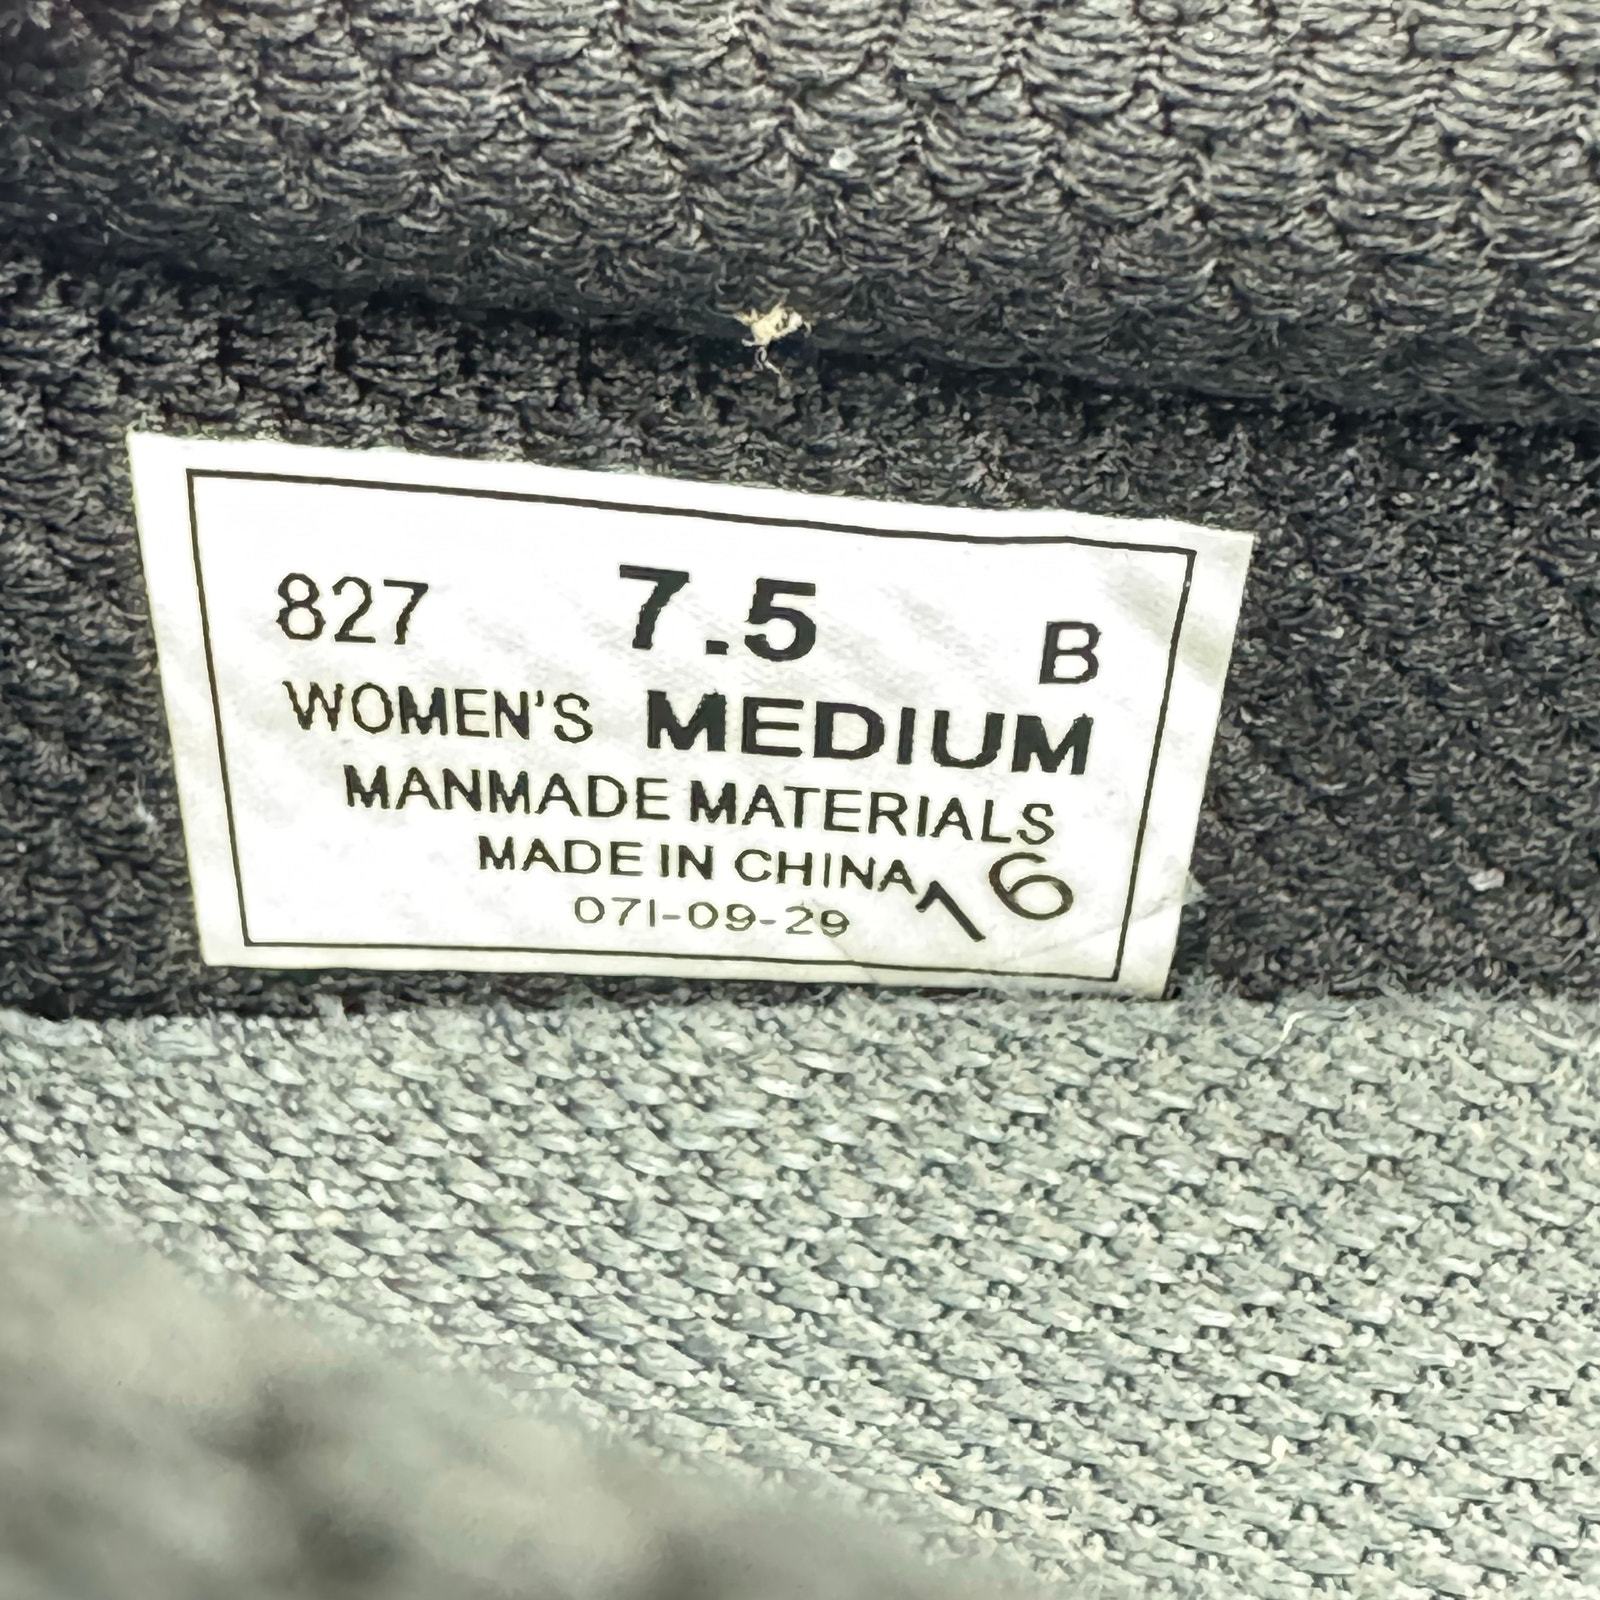 827 7.5 B
WOMEN'S MEDIUM
MANMADE MATERIALS
MADE IN CHINA
071-09-29
16